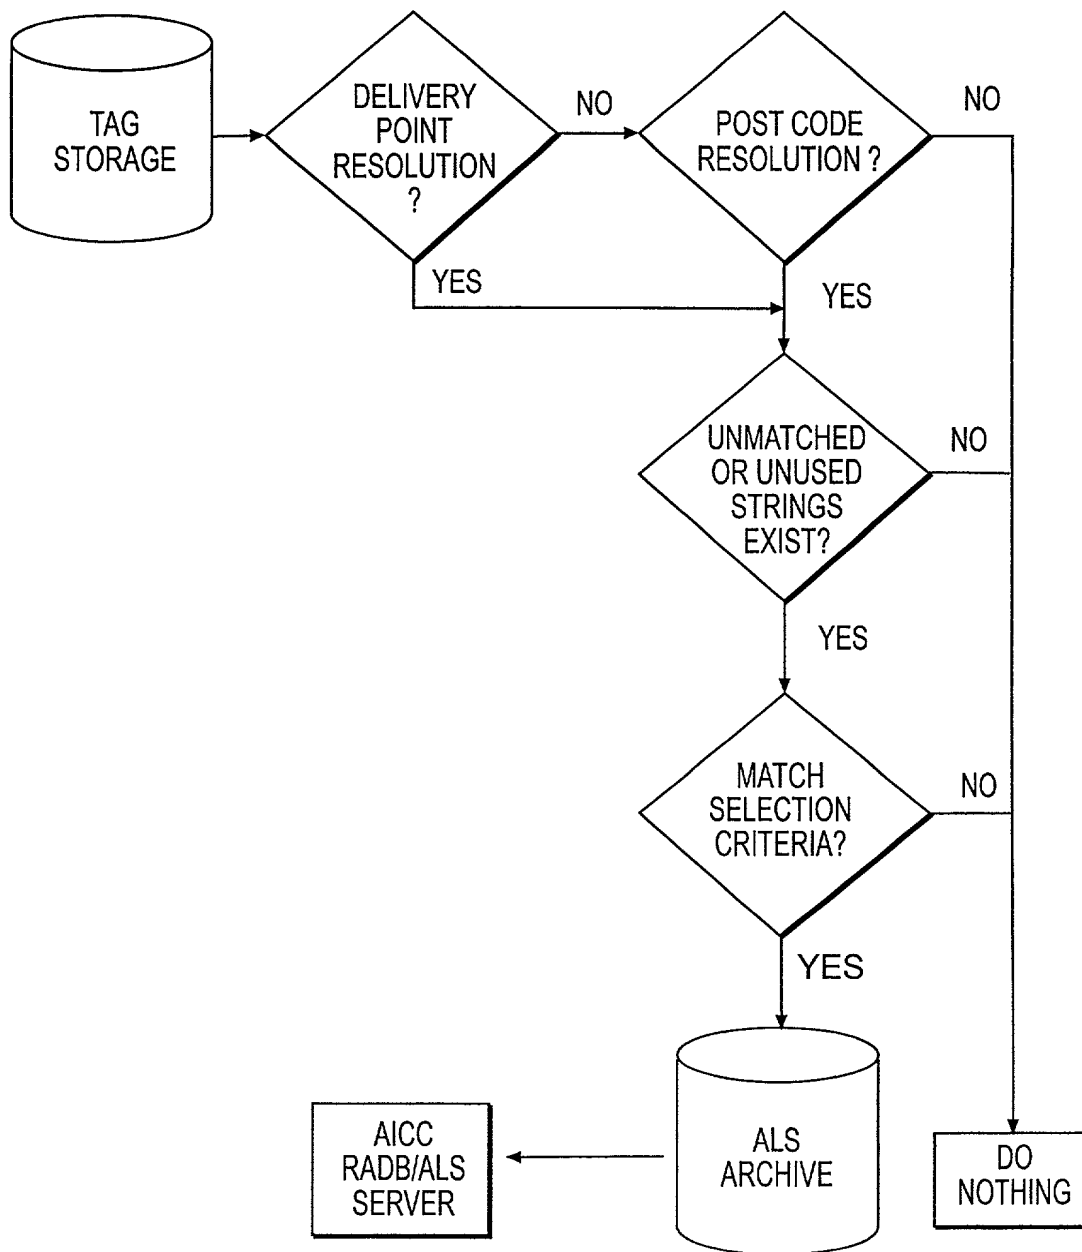 TAG
STORAGE
DELIVERY
POINT
RESOLUTION
?
NO
POST CODE
RESOLUTION ?
NO
YES
YES
UNMATCHED
OR UNUSED
STRINGS
EXIST?
NO
YES
MATCH
SELECTION
CRITERIA?
NO
YES
ALS
ARCHIVE
AICC
RADB/ALS
SERVER
DO
NOTHING